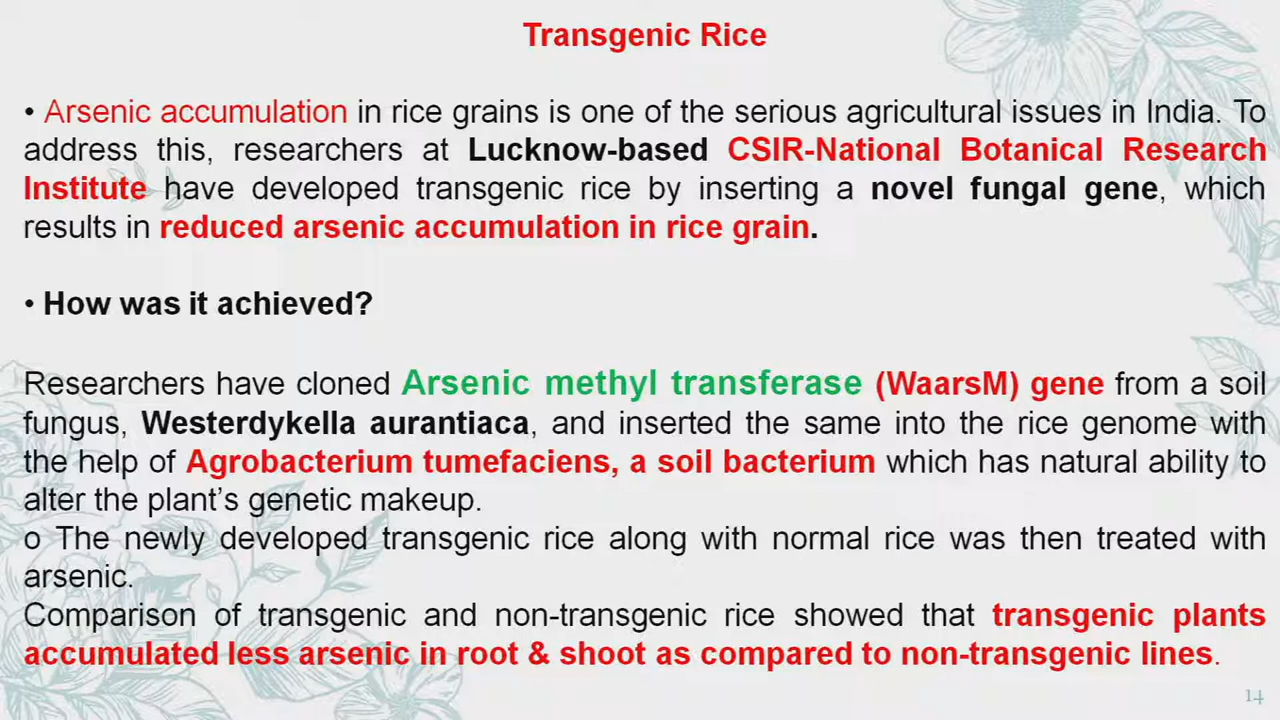 Transgenic Rice
• Arsenic accumulation in rice grains is one of the serious agricultural issues in India. To
address this, researchers at Lucknow-based CSIR-National Botanical Research
Institute have developed transgenic rice by inserting a novel fungal gene, which
results in reduced arsenic accumulation in rice grain.
• How was it achieved?
Researchers have cloned Arsenic methyl transferase (WaarsM) gene from a soil
fungus, Westerdykella aurantiaca, and inserted the same into the rice genome with
the help of Agrobacterium tumefaciens, a soil bacterium which has natural ability to
alter the plant’s genetic makeup.
o The newly developed transgenic rice along with normal rice was then treated with
arsenic.
Comparison of transgenic and non-transgenic rice showed that transgenic plants
accumulated less arsenic in root & shoot as compared to non-transgenic lines.
14